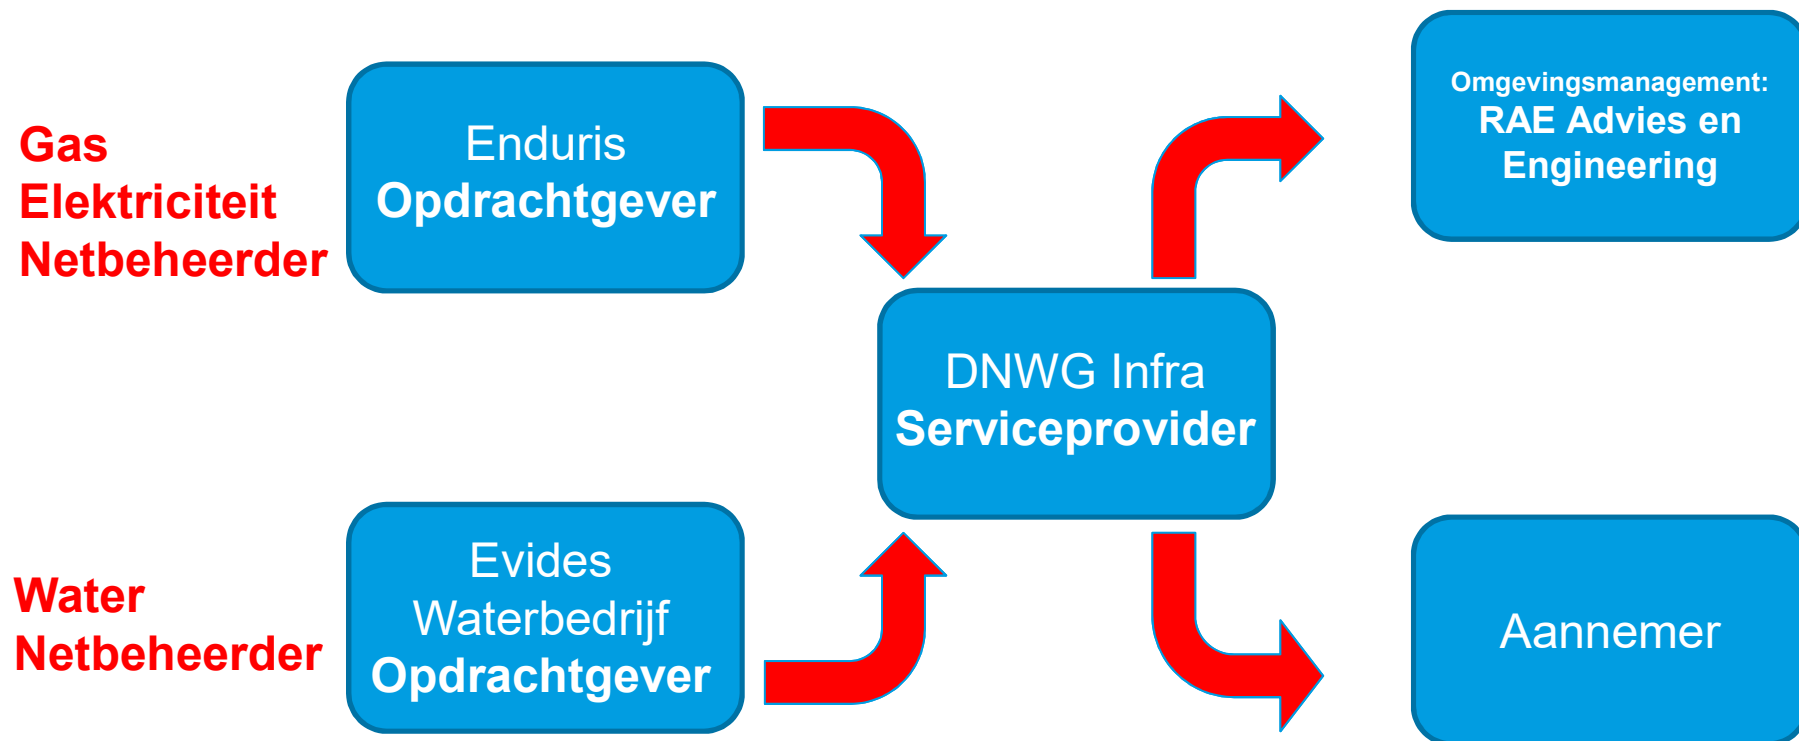 Gas
Elektriciteit
Netbeheerder
Enduris
Opdrachtgever
Omgevingsmanagement:
RAE Advies en
Engineering
DNWG Infra
Serviceprovider
Water
Netbeheerder
Evides
Waterbedrijf
Opdrachtgever
Aannemer